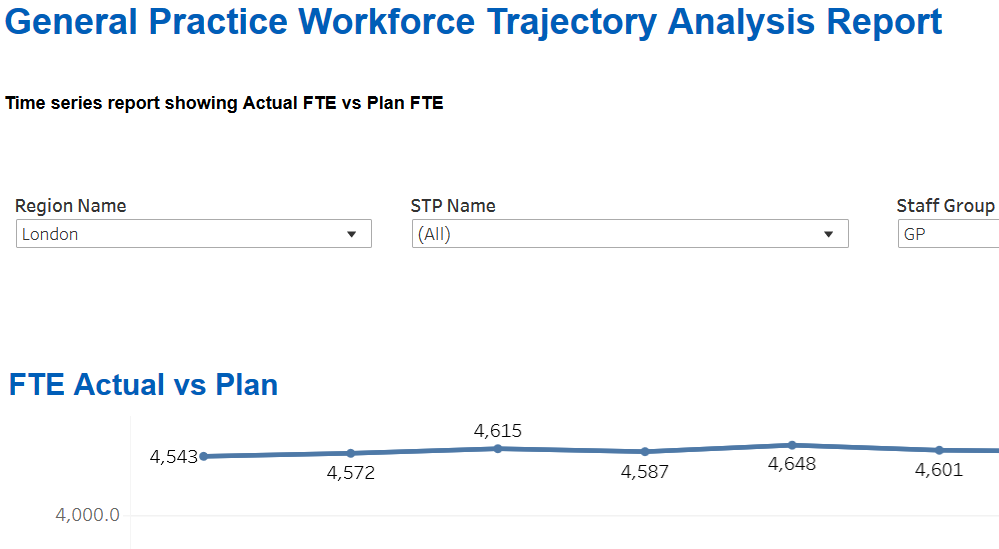 General Practice Workforce Trajectory Analysis Report
Time series report showing Actual FTE vs Plan FTE
Region Name
London
STP Name
(All)
Staff Group
GP
FTE Actual vs Plan
4,543
4,572
4,615
4,587
4,648
4,601
4,000.0